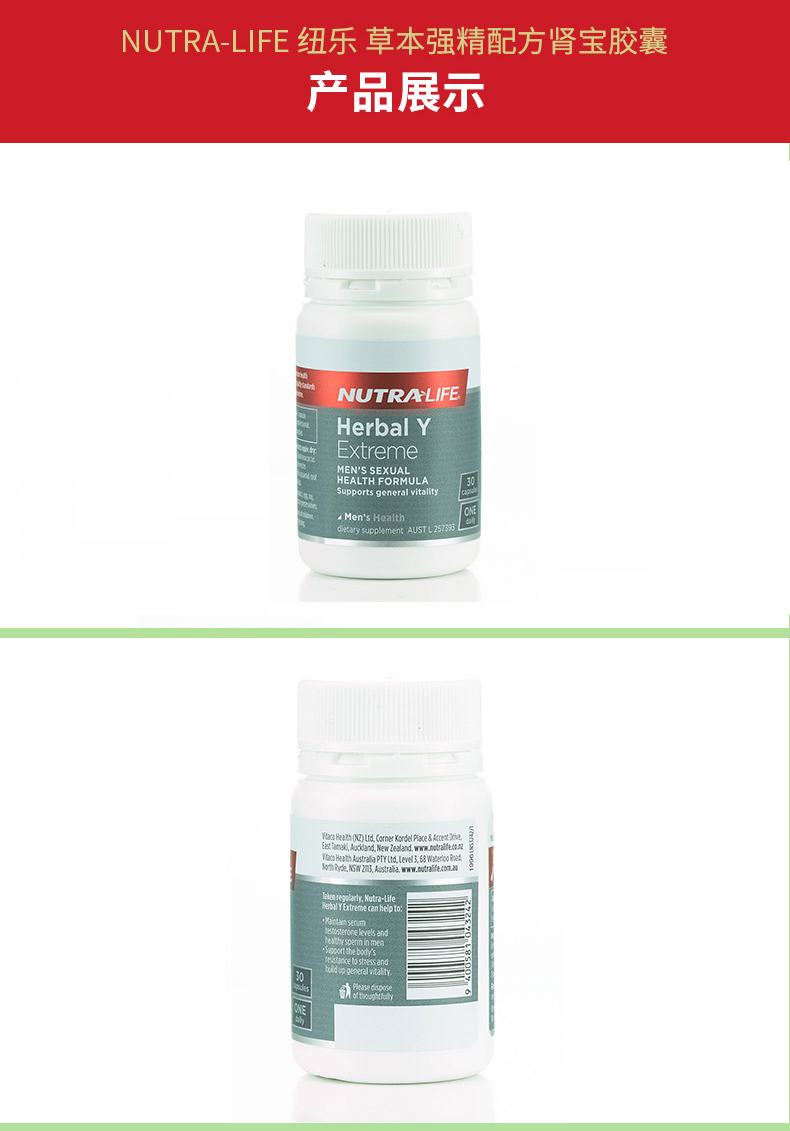 NUTRA-LIFE 纽乐 草本强精配方肾宝胶囊
产品展示
NUTRA-LIFE
Herbal Y
Extreme
MEN'S SEXUAL
HEALTH FORMULA
Supports general vitality
30
capsules
ONE
daily
Men's Health
dietary supplement AUST L 257393
Vitaco Health (NZ) Ltd, Corner Kordel Place & Accent Drive,
East Tamaki, Auckland, New Zealand. www.nutralife.co.nz
Vitaco Health Australia PTY Ltd, Level 3, 68 Waterloo Road,
North Ryde, NSW 2113, Australia. www.nutralife.com.au
Taken regularly, Nutra-Life
Herbal Y Extreme can help to:
• Maintain serum
testosterone levels and
healthy sperm in men
• Support the body's
resistance to stress and
build up general vitality.
Please dispose
of thoughtfully
9 400581 043242
30
capsules
ONE
daily